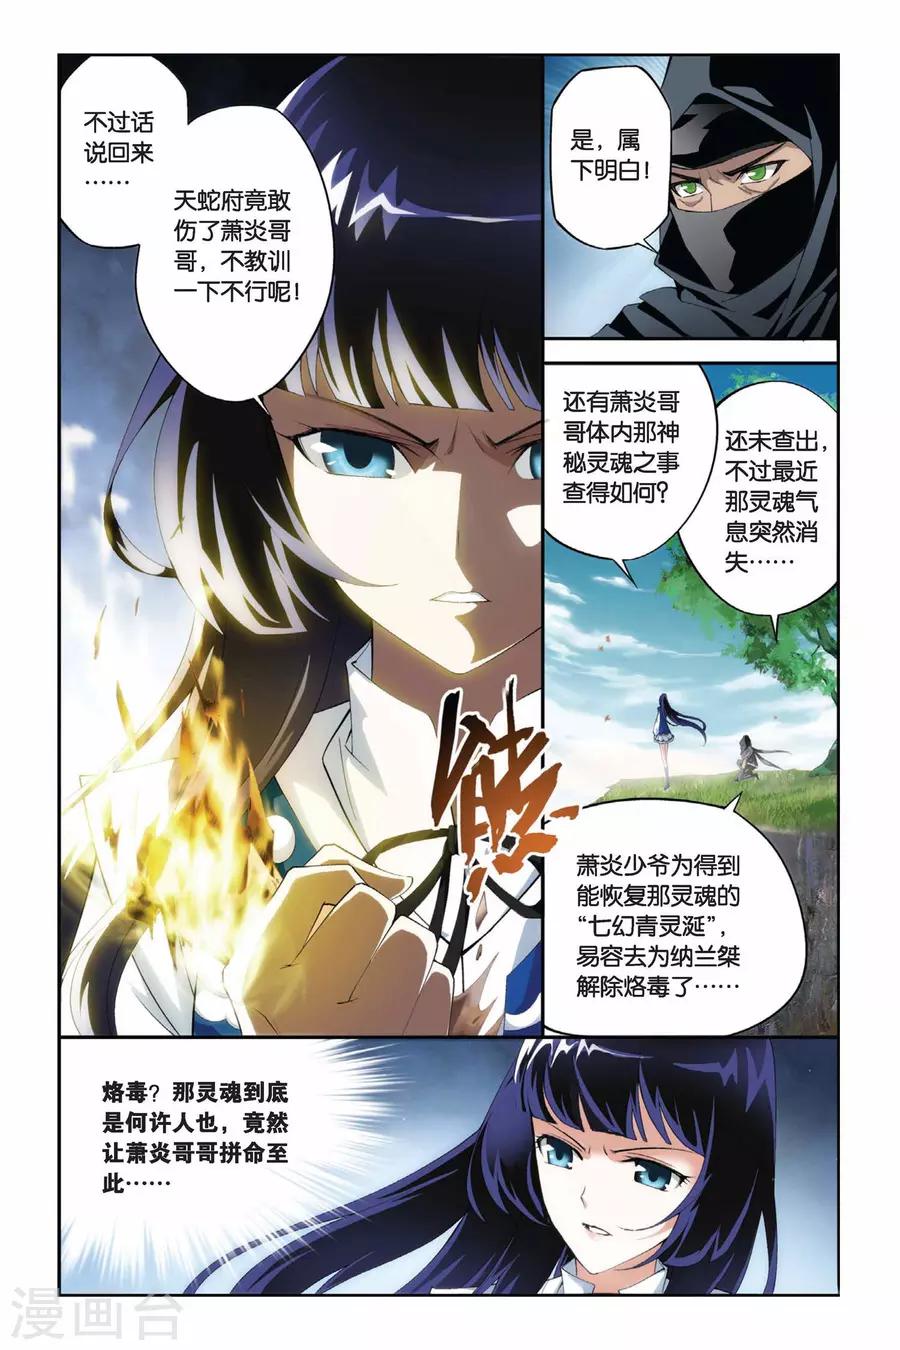 不过话
说回来
……
天蛇府竟敢
伤了萧炎哥
哥，不教训
一下不行呢！
是，属
下明白！
还有萧炎哥
哥体内那神
秘灵魂之事
查得如何？
还未查出，
不过最近
那灵魂气
息突然消
失……
萧炎少爷为得到
能恢复那灵魂的
“七幻青灵涎”，
易容去为纳兰桀
解除烙毒了……
烙毒？那灵魂到底
是何许人也，竟然
让萧炎哥哥拼命至
此……
漫画台